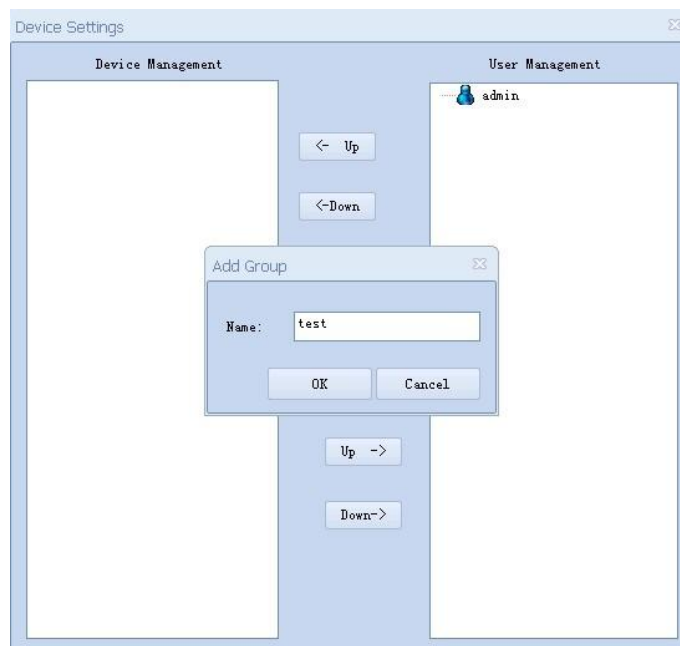 Device Settings
Device Management
User Management
admin
<- Up
<-Down
Add Group
Name:
test
OK
Cancel
Up ->
Down->